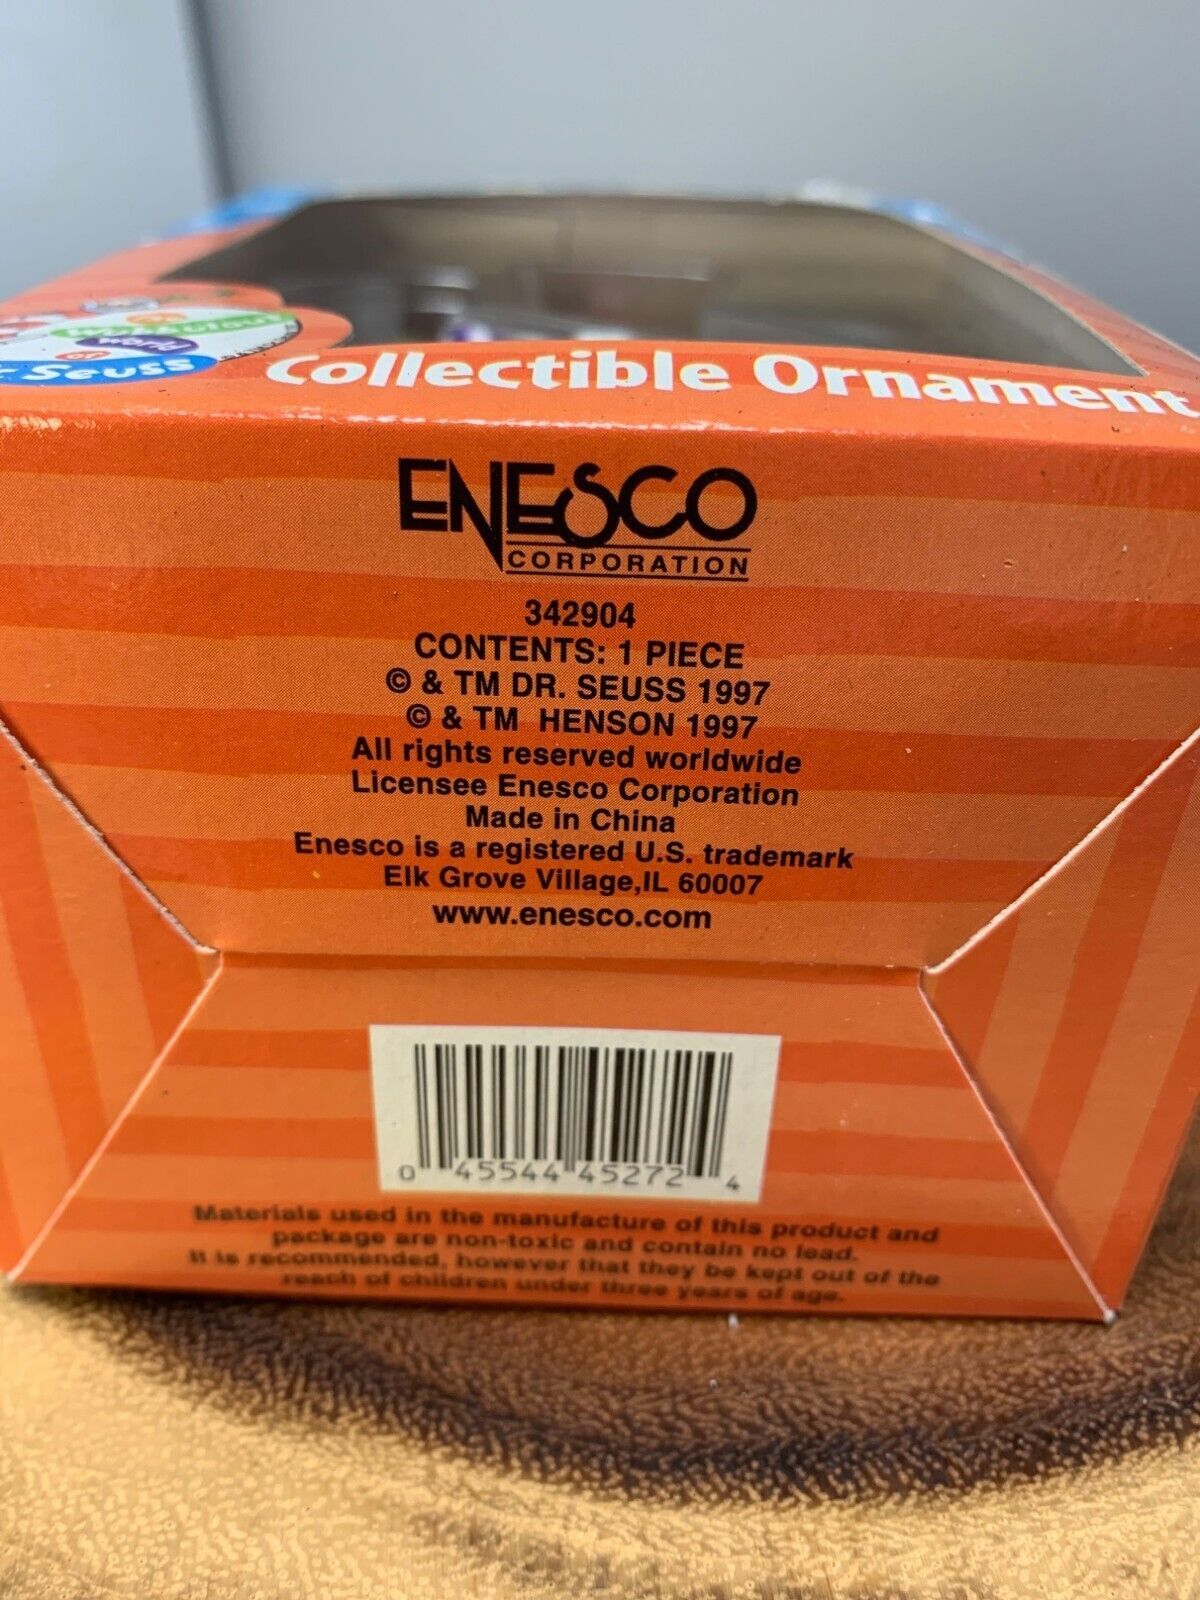 world
of
Seuss
Collectible Ornament
ENESCO
CORPORATION
342904
CONTENTS: 1 PIECE
© & TM DR. SEUSS 1997
© & TM HENSON 1997
All rights reserved worldwide
Licensee Enesco Corporation
Made in China
Enesco is a registered U.S. trademark
Elk Grove Village,IL 60007
www.enesco.com
0 45544 45272 4
Materials used in the manufacture of this product and
package are non-toxic and contain no lead.
It is recommended, however that they be kept out of the
reach of children under three years of age.